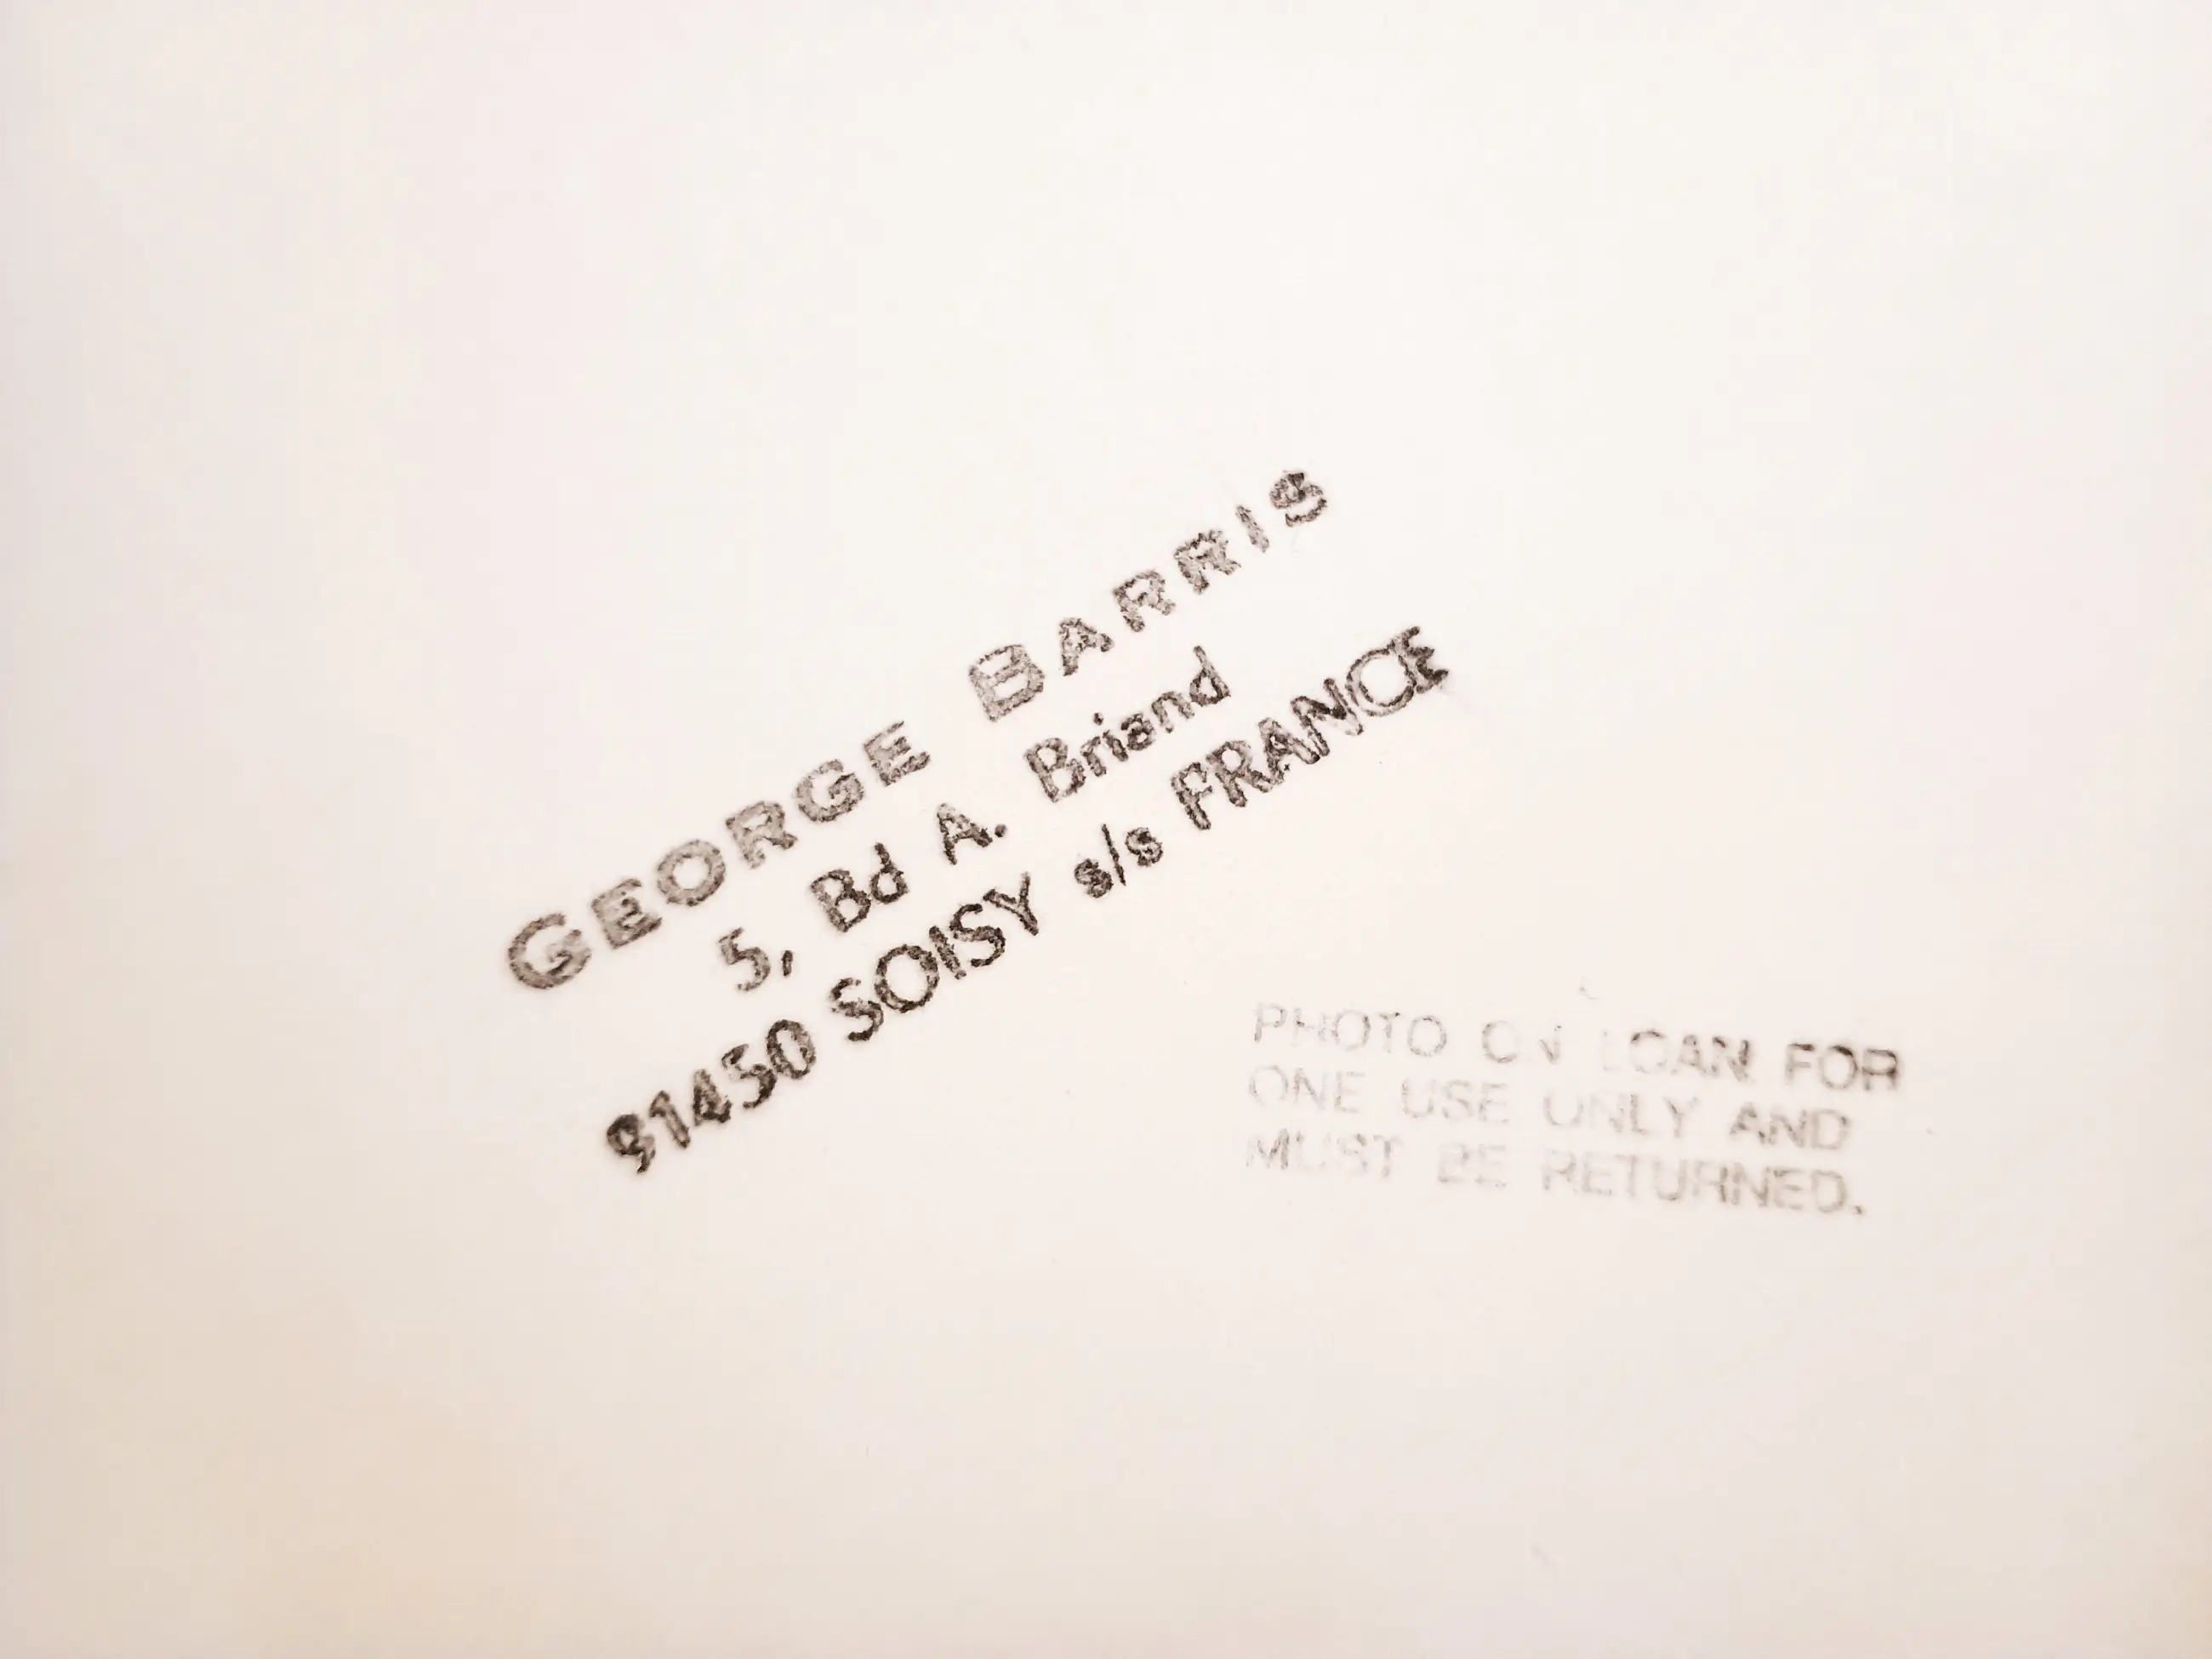 GEORGE BARRIS
5, Bd A. Briand
91450 SOISY s/s FRANCE
PHOTO ON LOAN FOR
ONE USE ONLY AND
MUST BE RETURNED.